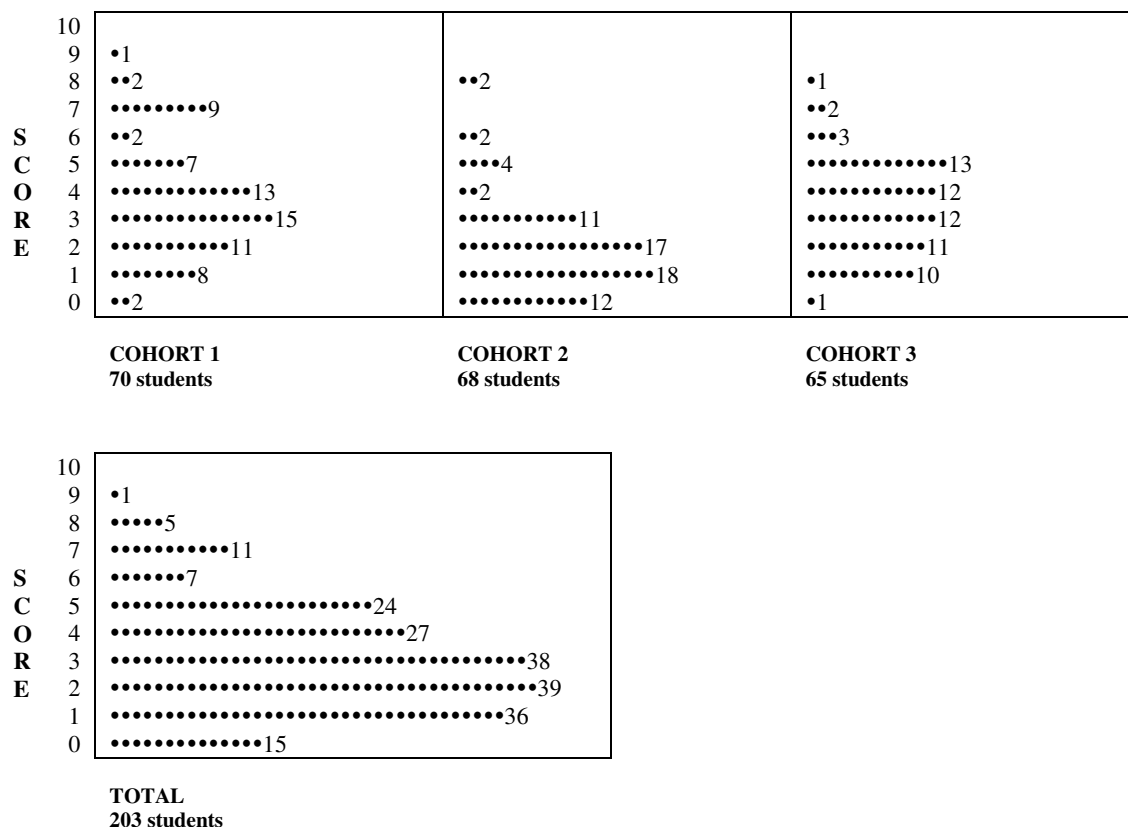 10
9 •1
8 ••2 ••2 •1
7 •••••••••9 ••2
S 6 ••2 ••2 •••3
C 5 •••••••7 ••••4 •••••••••••••13
O 4 •••••••••••••13 ••2 ••••••••••••12
R 3 •••••••••••••••15 •••••••••••11 ••••••••••••12
E 2 •••••••••••11 •••••••••••••••••17 •••••••••••11
1 ••••••••8 ••••••••••••••••••18 ••••••••••10
0 ••2 ••••••••••••12 •1
COHORT 1 COHORT 2 COHORT 3
70 students 68 students 65 students
10
9 •1
8 •••••5
7 •••••••••••11
S 6 •••••••7
C 5 ••••••••••••••••••••••••24
O 4 •••••••••••••••••••••••••••27
R 3 ••••••••••••••••••••••••••••••••••••••38
E 2 •••••••••••••••••••••••••••••••••••••••39
1 ••••••••••••••••••••••••••••••••••••36
0 ••••••••••••••15
TOTAL
203 students